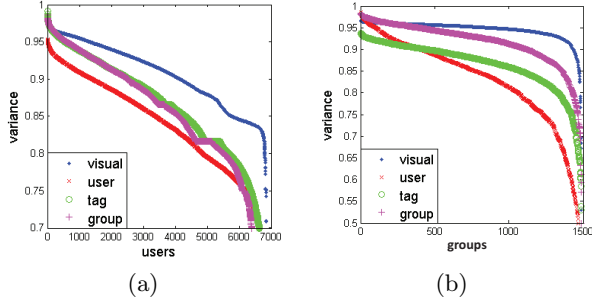 1
0.95
0.9
0.85
0.8
0.75
0.7
variance
visual
user
tag
group
0 1000 2000 3000 4000 5000 6000 7000
users
(a)
1
0.95
0.9
0.85
0.8
0.75
0.7
0.65
0.6
0.55
0.5
variance
visual
user
tag
group
0 500 1000 1500
groups
(b)